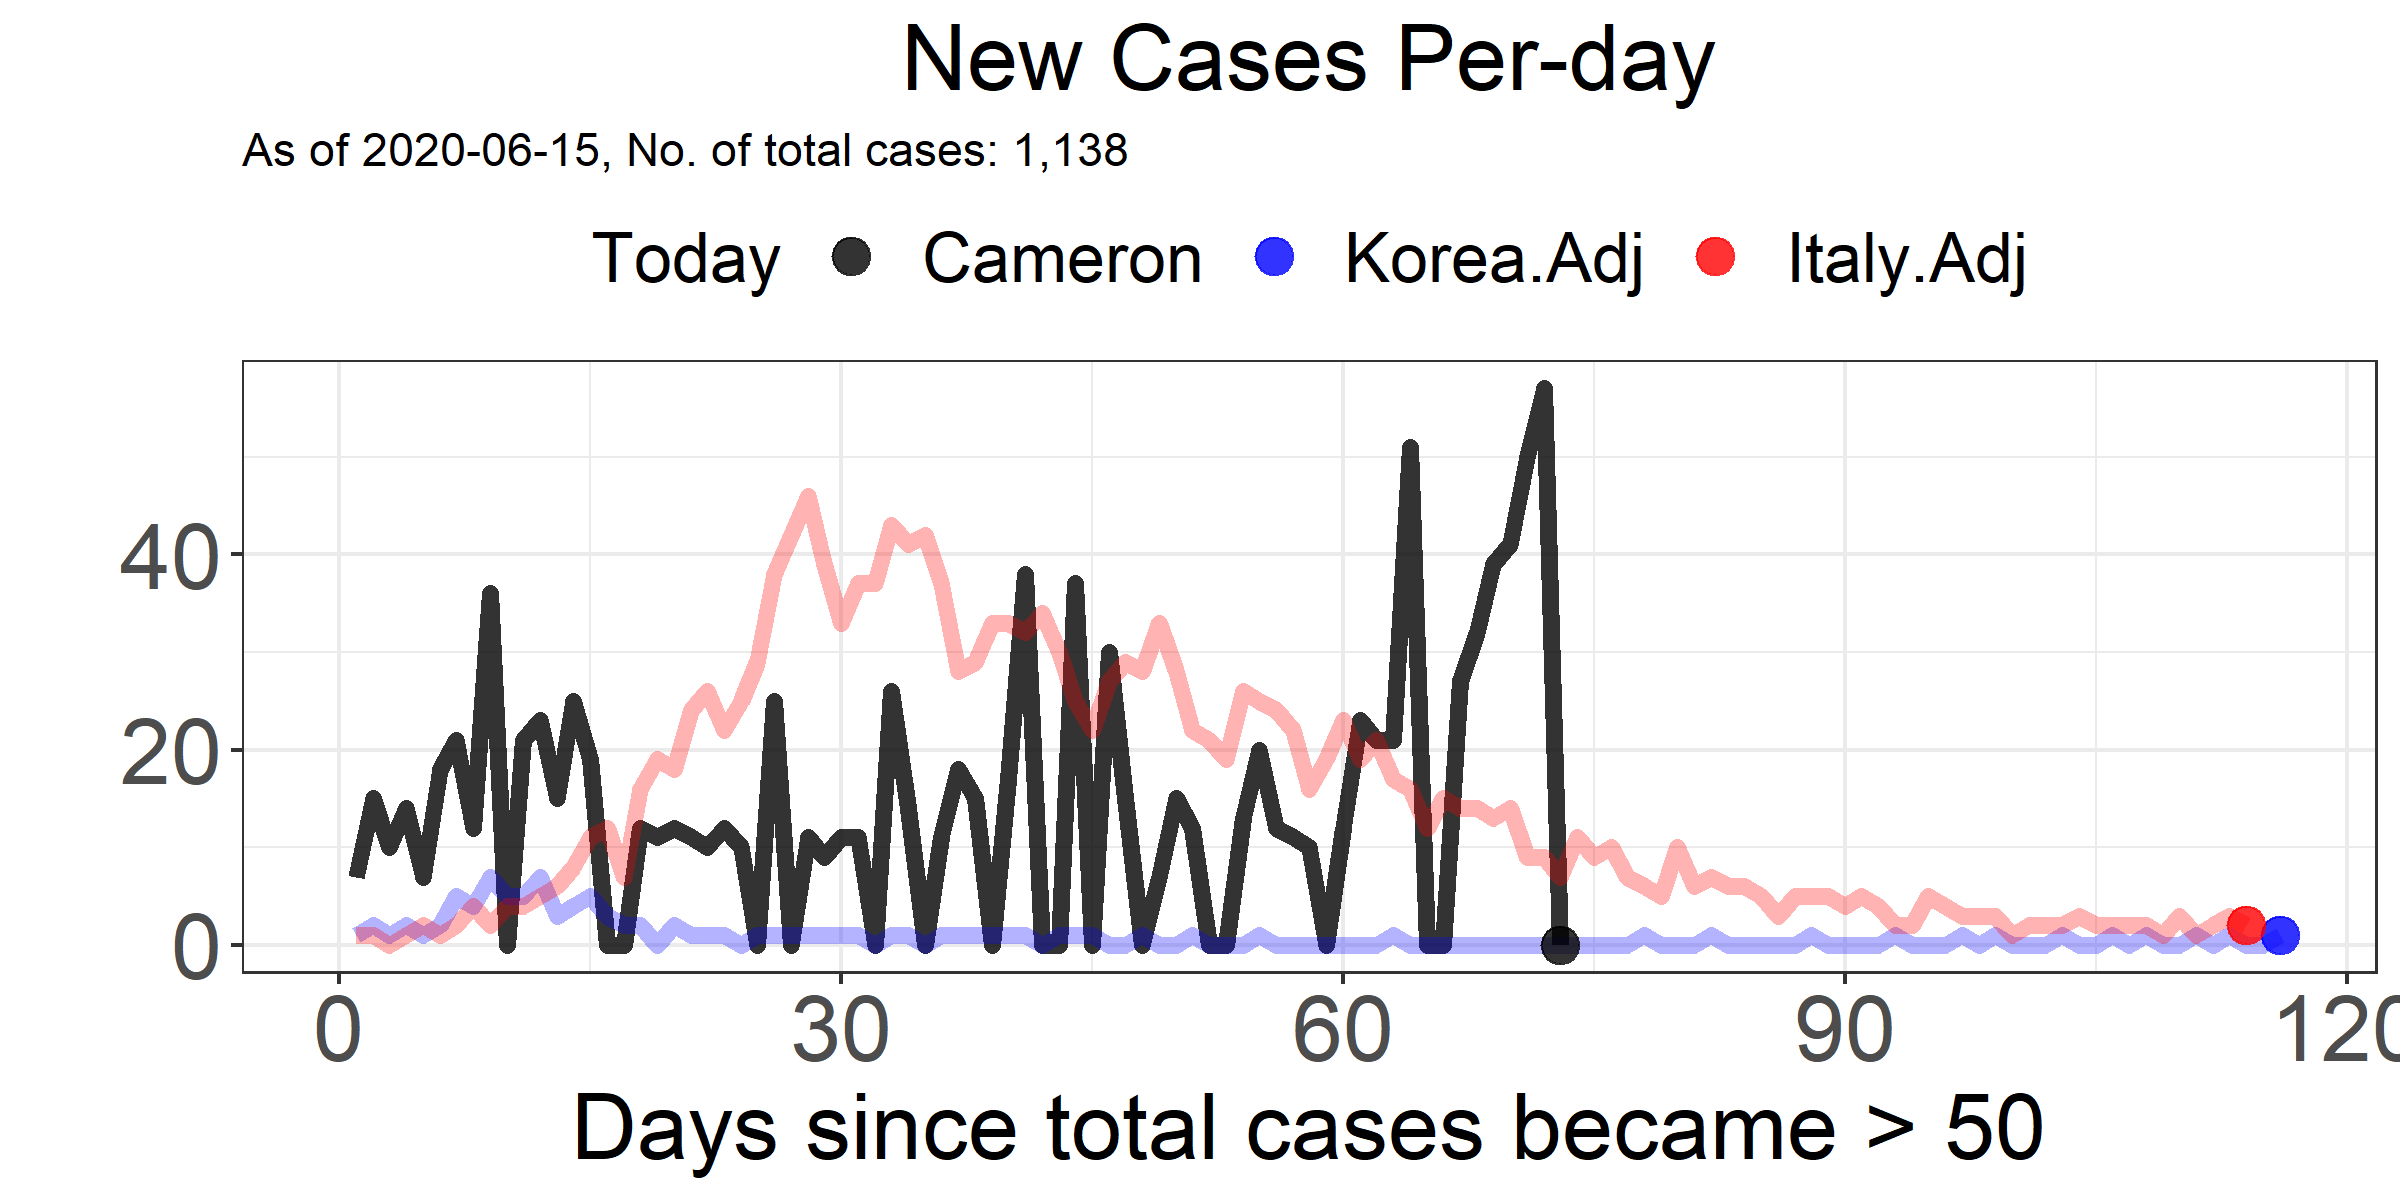 New Cases Per-day
As of 2020-06-15, No. of total cases: 1,138
Today Cameron Korea.Adj Italy.Adj
40
20
0
0 30 60 90 120
Days since total cases became > 50